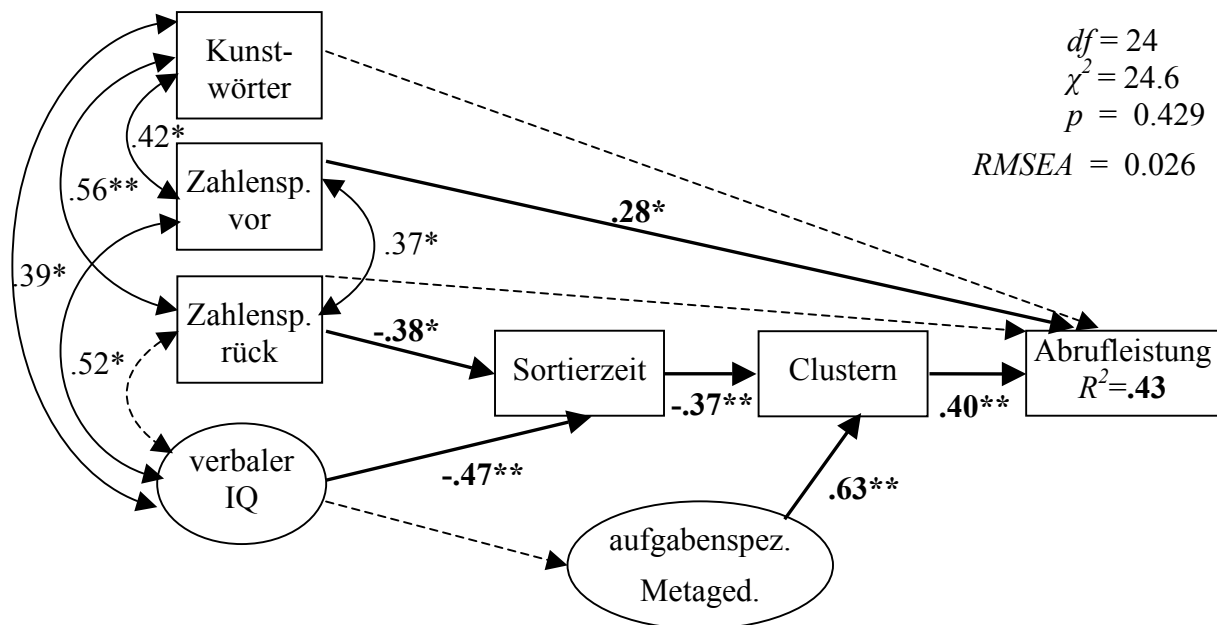 Kunst-
wörter
df = 24
χ² = 24.6
p = 0.429
RMSEA = 0.026
.42*
Zahlensp.
vor
.56**
.28*
.37*
.39*
Zahlensp.
rück
-.38*
.52*
Sortierzeit
Clustern
Abrufleistung
R²=.43
-.37**
.40**
verbaler
IQ
-.47**
.63**
aufgabenspez.
Metaged.